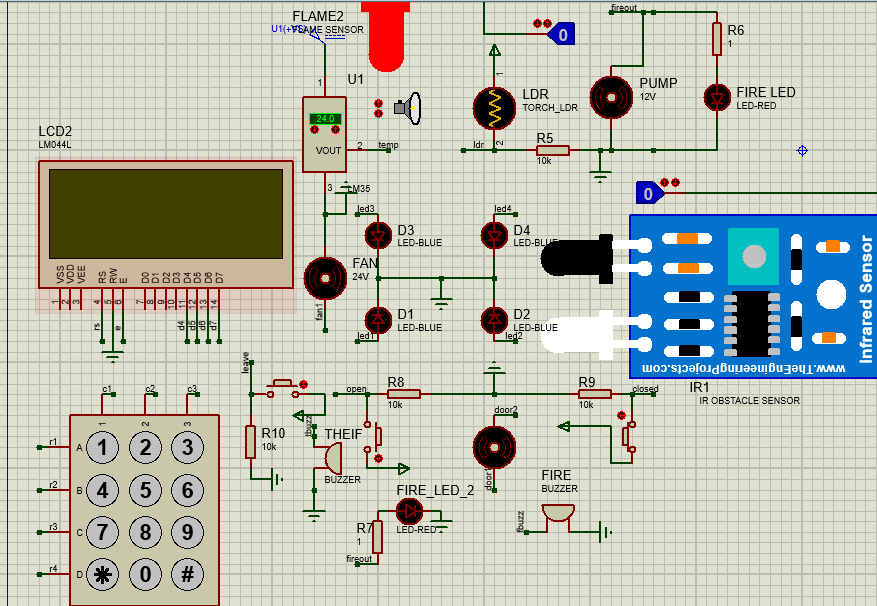 FLAME2
FLAME SENSOR
U1(+VS)
U1
1
24.0
VOUT
2
temp
3
LM35
LCD2
LM044L
VSS
VDD
VEE
RS
RW
E
D0
D1
D2
D3
D4
D5
D6
D7
1
2
3
4
5
6
7
8
9
10
11
12
13
14
rs
e
d4
d5
d6
d7
0
fireout
R6
1
1
LDR
TORCH_LDR
2
ldr
R5
10k
PUMP
12V
FIRE LED
LED-RED
0
led3
D3
LED-BLUE
led4
D4
LED-BLUE
FAN
24V
fan1
D1
LED-BLUE
led1
D2
LED-BLUE
led2
Infrared Sensor
www.TheEngineeringProjects.com
IR1
IR OBSTACLE SENSOR
leave
open
R8
10k
R9
10k
closed
R10
10k
tbuzz
THEIF
BUZZER
door2
door1
FIRE_LED_2
LED-RED
R7
1
fireout
FIRE
BUZZER
fbuzz
c1
c2
c3
1
2
3
r1
A
1
2
3
r2
B
4
5
6
r3
C
7
8
9
r4
D
*
0
#